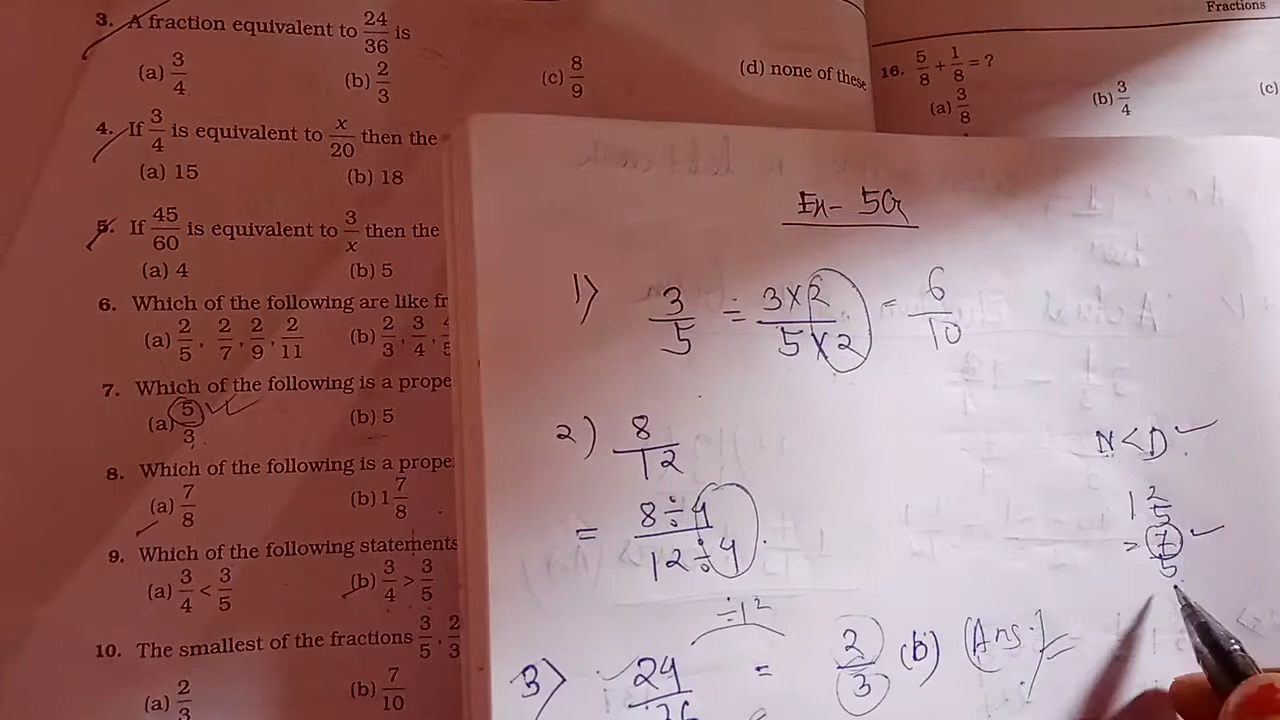 3. A fraction equivalent to 24/36 is
(a) 3/4 (b) 2/3 (c) 8/9 (d) none of these
4. If 3/4 is equivalent to x/20 then the
(a) 15 (b) 18
5. If 45/60 is equivalent to 3/x then the
(a) 4 (b) 5
6. Which of the following are like fr
(a) 2/5, 2/7, 2/9, 2/11 (b) 2/3, 3/4,
7. Which of the following is a prope
(a) 5/3 (b) 5
8. Which of the following is a prope
(a) 7/8 (b) 1 7/8
9. Which of the following statements
(a) 3/4 < 3/5 (b) 3/4 > 3/5
10. The smallest of the fractions 3/5, 2/3
(a) 2/3 (b) 7/10
Fractions
16. 5/8 + 1/8 = ?
(a) 3/8 (b) 3/4 (c)
Ex- 5G
1) 3/5 = 3×2/5×2 = 6/10
2) 8/12
= 8÷4/12÷4
÷12
3) 24/36 = 2/3 (b) (Ans.)
N<D
1 2/5
= 7/5